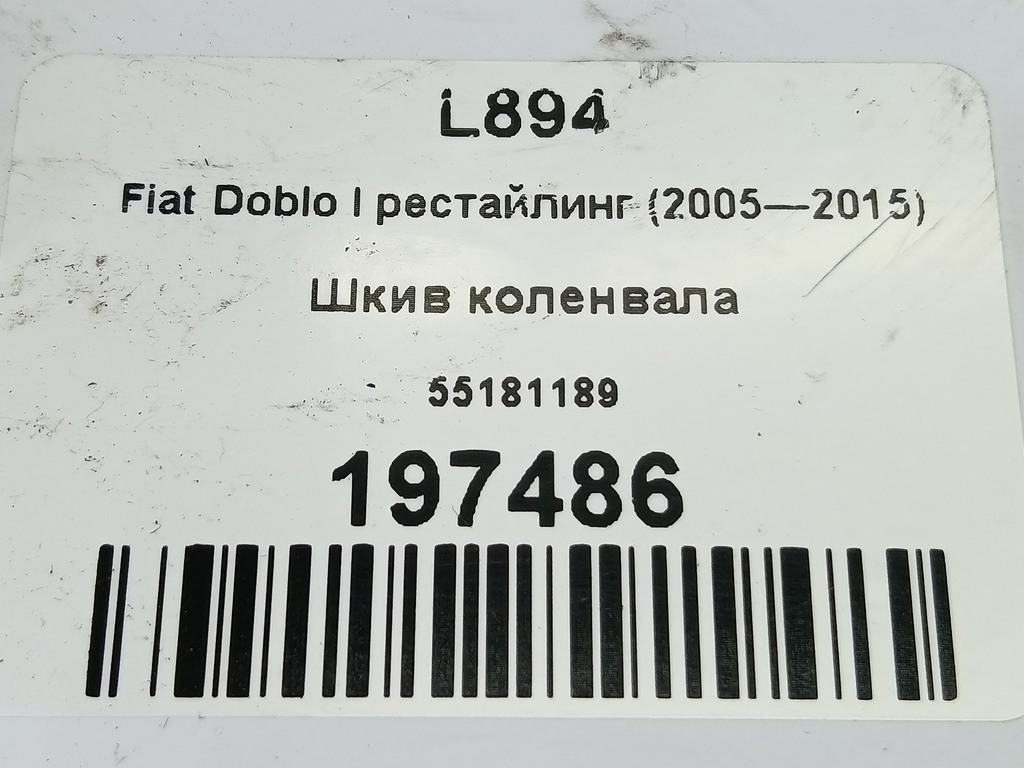 L894
Fiat Doblo I рестайлинг (2005—2015)
Шкив коленвала
55181189
197486